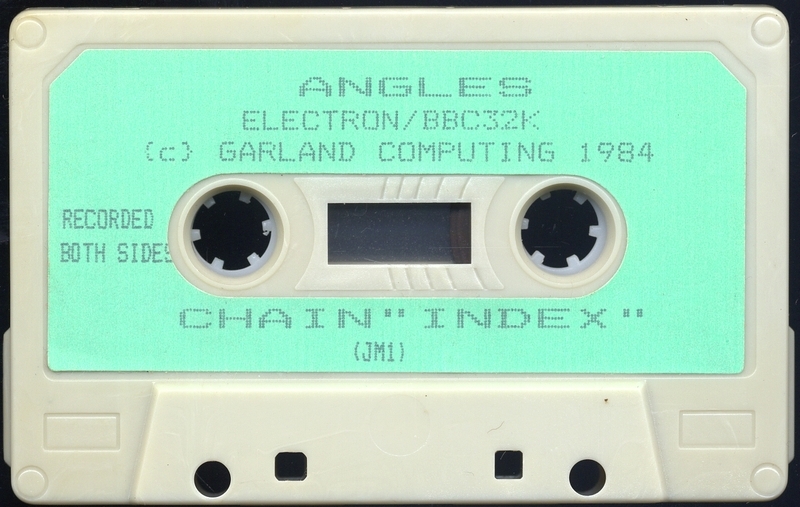 ANGLES
ELECTRON/BBC32K
(c) GARLAND COMPUTING 1984
RECORDED
BOTH SIDES
CHAIN"INDEX"
(JM1)